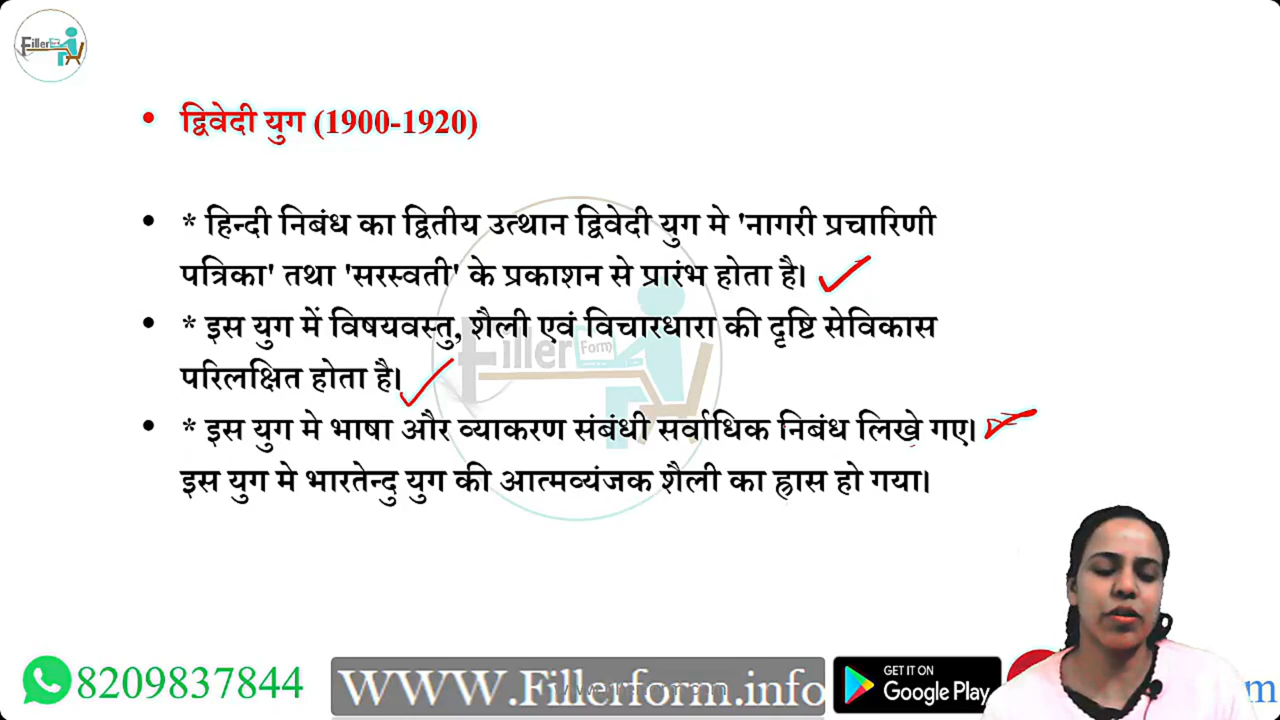 Filler
• द्विवेदी युग (1900-1920)
• * हिन्दी निबंध का द्वितीय उत्थान द्विवेदी युग मे 'नागरी प्रचारिणी
पत्रिका' तथा 'सरस्वती' के प्रकाशन से प्रारंभ होता है।
• * इस युग में विषयवस्तु, शैली एवं विचारधारा की दृष्टि सेविकास
परिलक्षित होता है।
Filler Form
• * इस युग मे भाषा और व्याकरण संबंधी सर्वाधिक निबंध लिखे गए।
इस युग मे भारतेन्दु युग की आत्मव्यंजक शैली का ह्रास हो गया।
8209837844
WWW.Fillerform.info
GET IT ON
Google Play